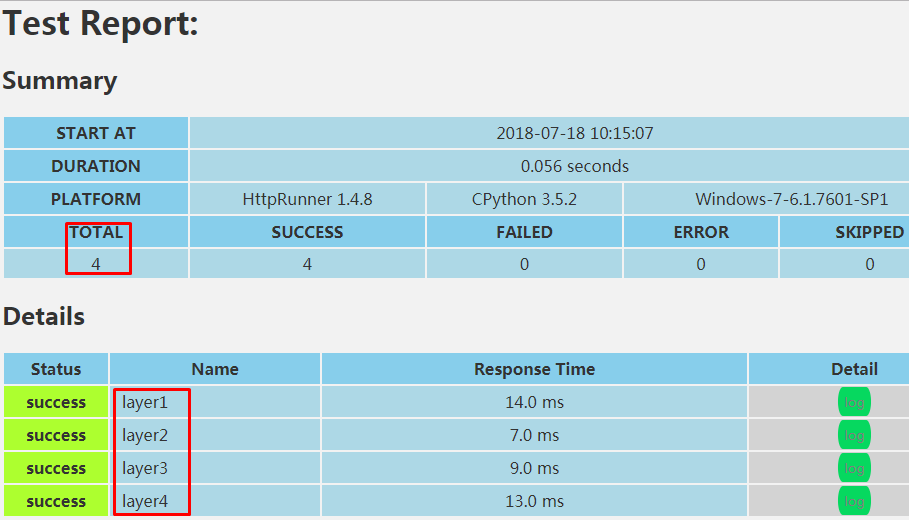 Test Report:
Summary
START AT 2018-07-18 10:15:07
DURATION 0.056 seconds
PLATFORM HttpRunner 1.4.8 CPython 3.5.2 Windows-7-6.1.7601-SP1
TOTAL SUCCESS FAILED ERROR SKIPPED
4 4 0 0 0
Details
Status Name Response Time Detail
success layer1 14.0 ms log
success layer2 7.0 ms log
success layer3 9.0 ms log
success layer4 13.0 ms log